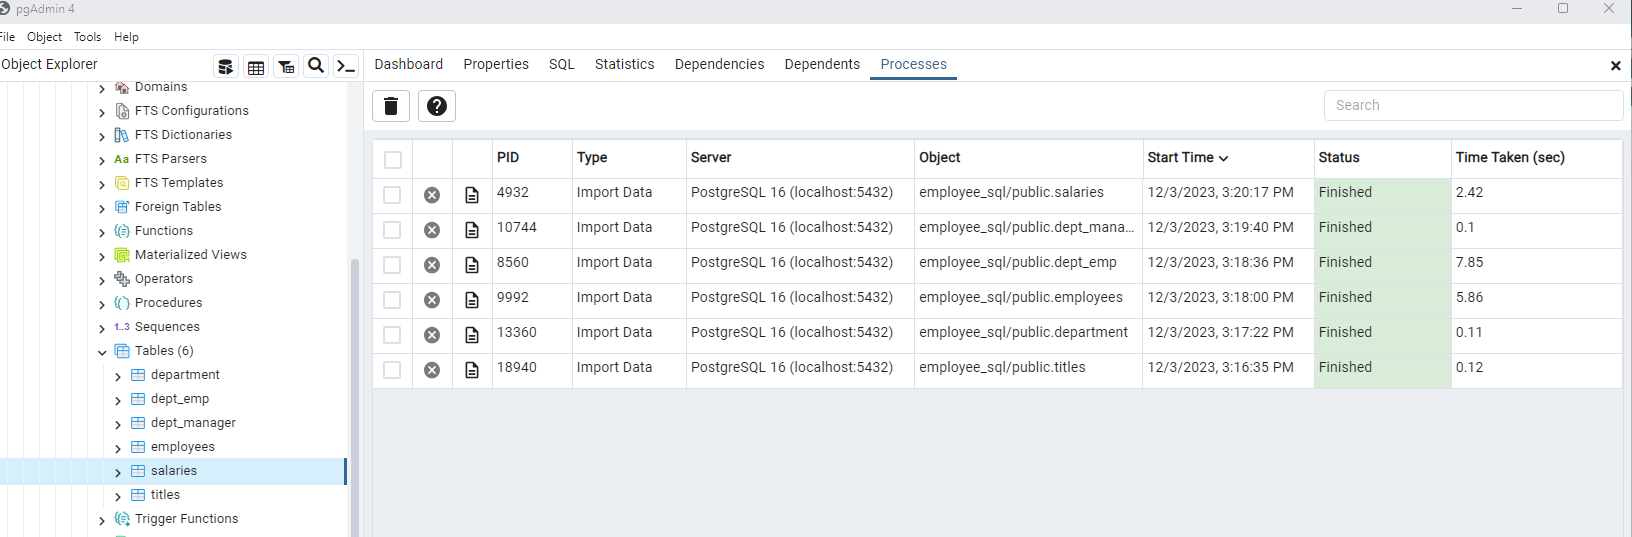 pgAdmin 4
File Object Tools Help
Object Explorer
Dashboard Properties SQL Statistics Dependencies Dependents Processes
Search
Domains
FTS Configurations
FTS Dictionaries
Aa FTS Parsers
FTS Templates
Foreign Tables
Functions
Materialized Views
Operators
Procedures
1..3 Sequences
Tables (6)
department
dept_emp
dept_manager
employees
salaries
titles
Trigger Functions
PID Type Server Object Start Time Status Time Taken (sec)
4932 Import Data PostgreSQL 16 (localhost:5432) employee_sql/public.salaries 12/3/2023, 3:20:17 PM Finished 2.42
10744 Import Data PostgreSQL 16 (localhost:5432) employee_sql/public.dept_mana... 12/3/2023, 3:19:40 PM Finished 0.1
8560 Import Data PostgreSQL 16 (localhost:5432) employee_sql/public.dept_emp 12/3/2023, 3:18:36 PM Finished 7.85
9992 Import Data PostgreSQL 16 (localhost:5432) employee_sql/public.employees 12/3/2023, 3:18:00 PM Finished 5.86
13360 Import Data PostgreSQL 16 (localhost:5432) employee_sql/public.department 12/3/2023, 3:17:22 PM Finished 0.11
18940 Import Data PostgreSQL 16 (localhost:5432) employee_sql/public.titles 12/3/2023, 3:16:35 PM Finished 0.12